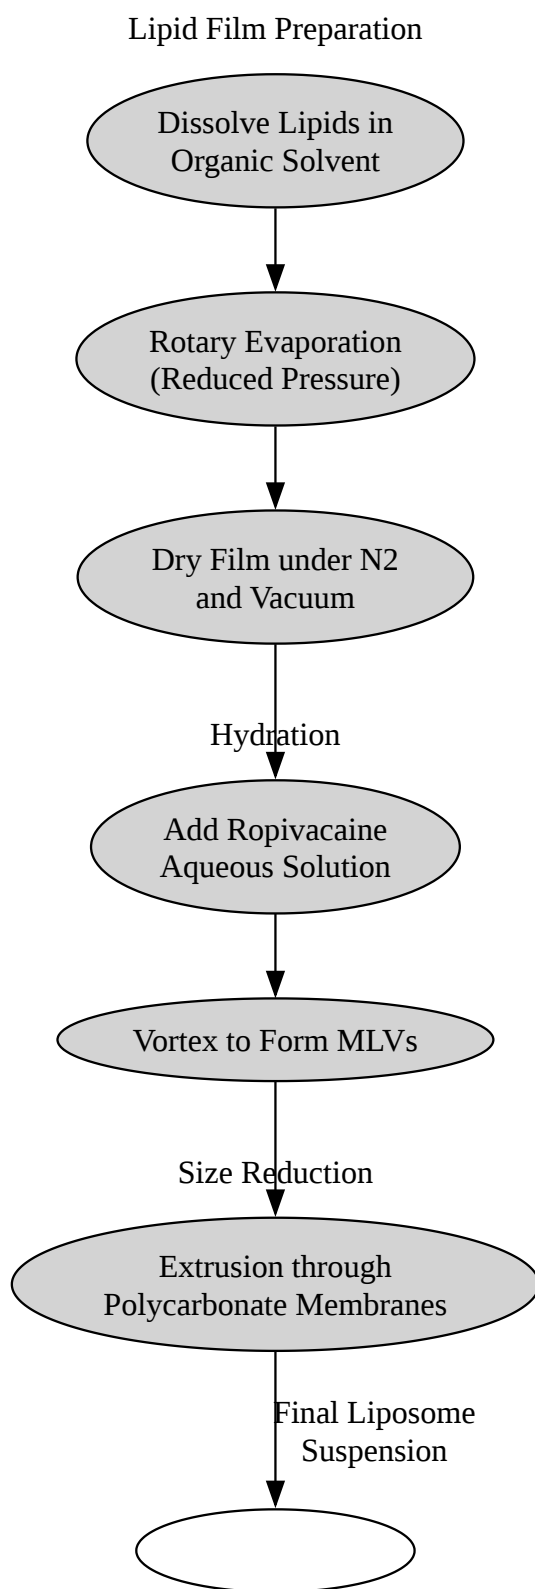 Lipid Film Preparation
Dissolve Lipids in
Organic Solvent
Rotary Evaporation
(Reduced Pressure)
Dry Film under N2
and Vacuum
Hydration
Add Ropivacaine
Aqueous Solution
Vortex to Form MLVs
Size Reduction
Extrusion through
Polycarbonate Membranes
Final Liposome
Suspension